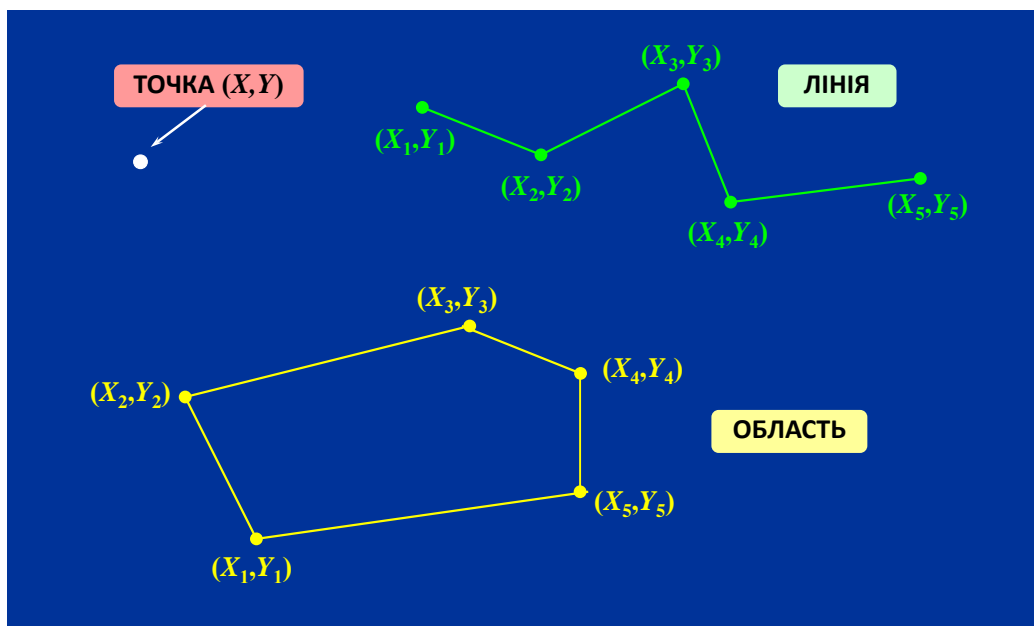 ТОЧКА (X,Y)
(X₃,Y₃)
ЛІНІЯ
(X₁,Y₁)
(X₂,Y₂)
(X₅,Y₅)
(X₄,Y₄)
(X₃,Y₃)
(X₄,Y₄)
(X₂,Y₂)
ОБЛАСТЬ
(X₅,Y₅)
(X₁,Y₁)